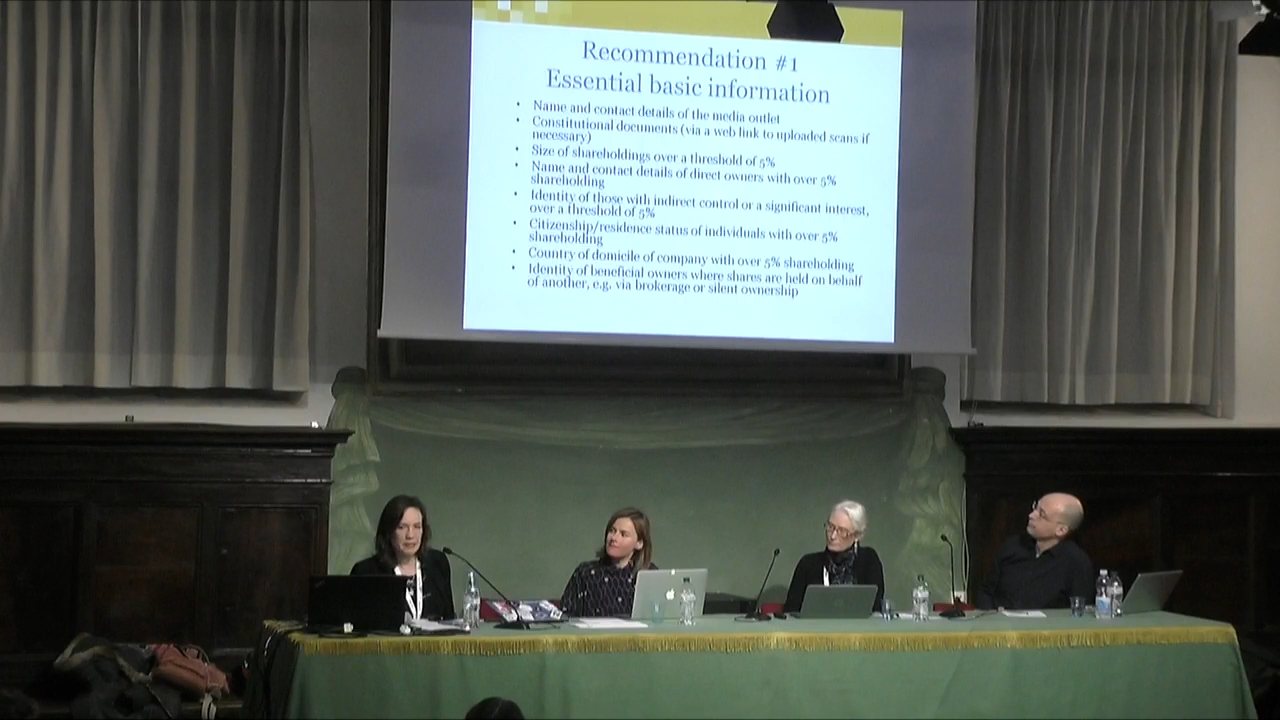 Recommendation #1
Essential basic information
• Name and contact details of the media outlet
• Constitutional documents (via a web link to uploaded scans if
necessary)
• Size of shareholdings over a threshold of 5%
• Name and contact details of direct owners with over 5%
shareholding
• Identity of those with indirect control or a significant interest,
over a threshold of 5%
• Citizenship/residence status of individuals with over 5%
shareholding
• Country of domicile of company with over 5% shareholding
• Identity of beneficial owners where shares are held on behalf
of another, e.g. via brokerage or silent ownership